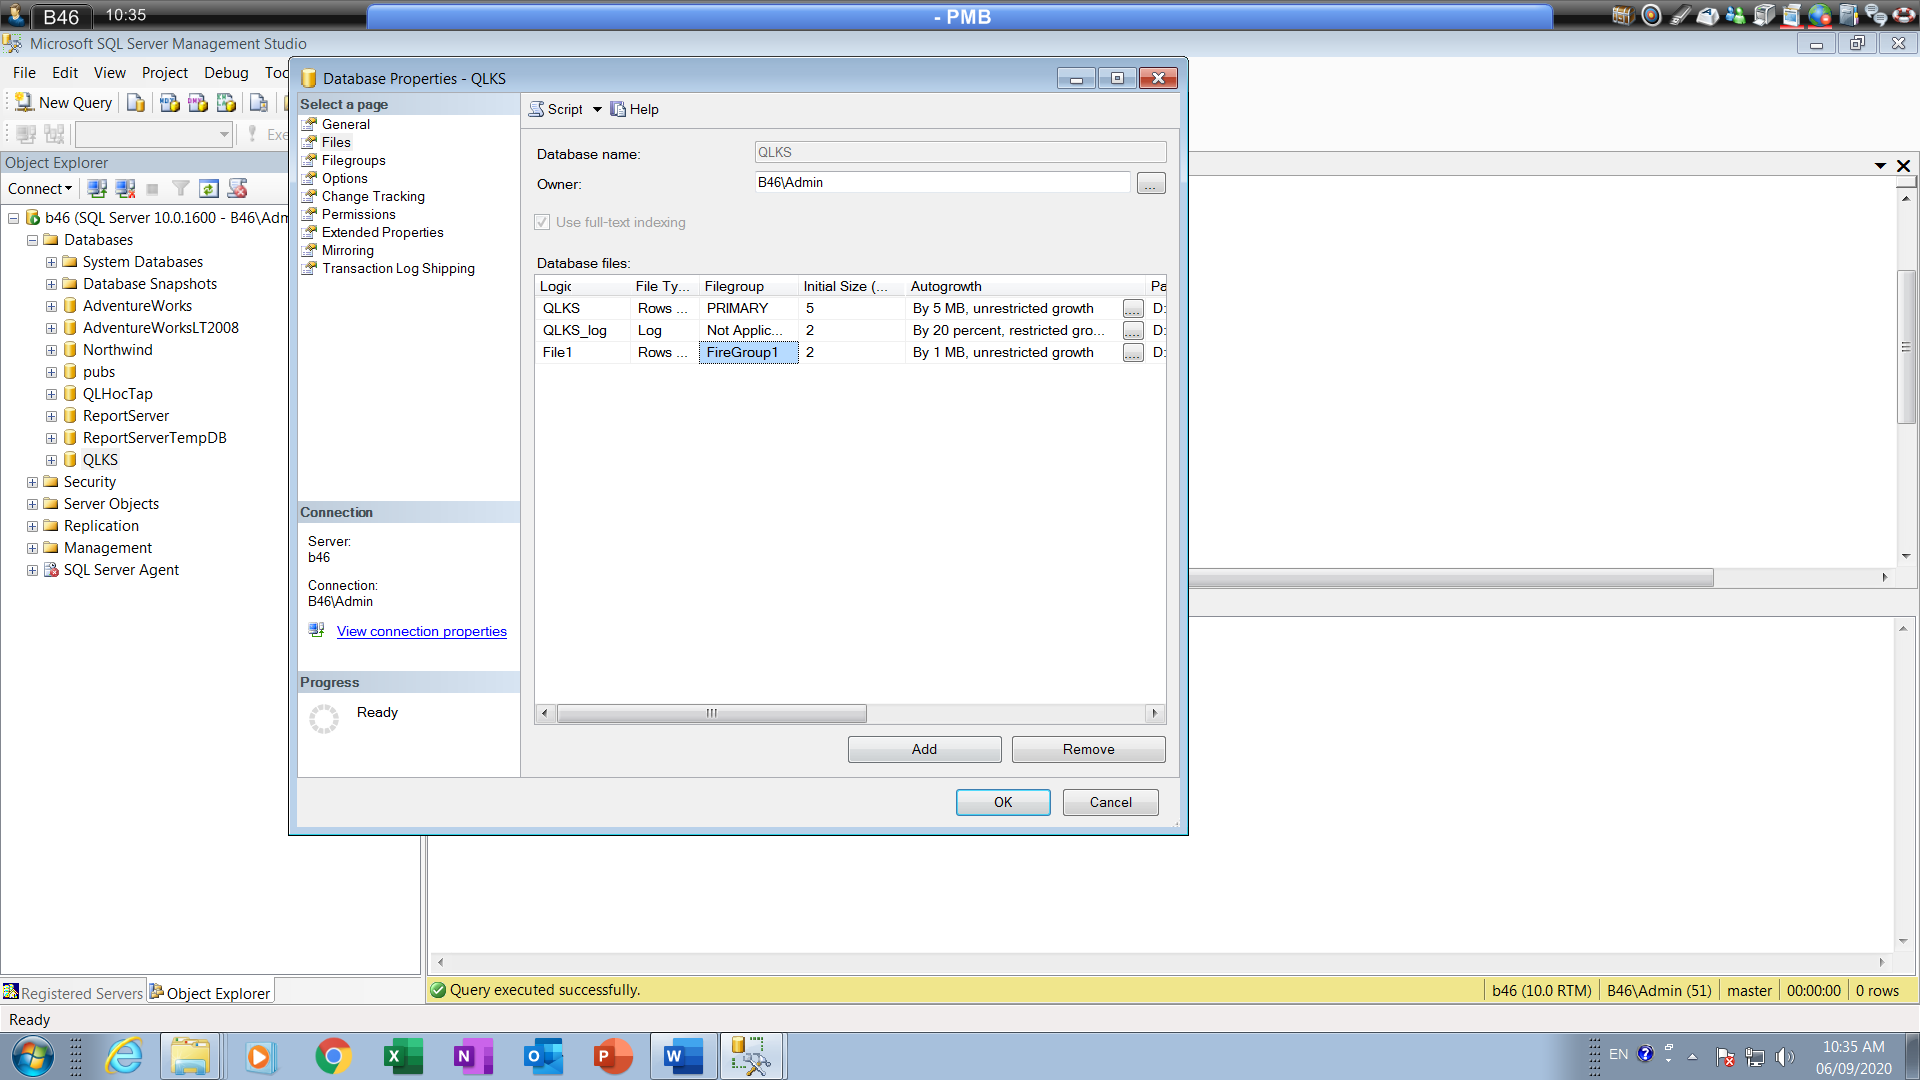 B46
10:35
- PMB
Microsoft SQL Server Management Studio
File Edit View Project Debug Too
New Query
Exe
Object Explorer
Connect
b46 (SQL Server 10.0.1600 - B46\Adm
Databases
System Databases
Database Snapshots
AdventureWorks
AdventureWorksLT2008
Northwind
pubs
QLHocTap
ReportServer
ReportServerTempDB
QLKS
Security
Server Objects
Replication
Management
SQL Server Agent
Database Properties - QLKS
Select a page
General
Files
Filegroups
Options
Change Tracking
Permissions
Extended Properties
Mirroring
Transaction Log Shipping
Connection
Server:
b46
Connection:
B46\Admin
View connection properties
Progress
Ready
Script Help
Database name: QLKS
Owner: B46\Admin ...
Use full-text indexing
Database files:
Logic File Ty... Filegroup Initial Size (... Autogrowth Pa
QLKS Rows ... PRIMARY 5 By 5 MB, unrestricted growth ... D:
QLKS_log Log Not Applic... 2 By 20 percent, restricted gro... ... D:
File1 Rows ... FireGroup1 2 By 1 MB, unrestricted growth ... D:
Add Remove
OK Cancel
Registered Servers Object Explorer
Query executed successfully. b46 (10.0 RTM) B46\Admin (51) master 00:00:00 0 rows
Ready
EN
10:35 AM
06/09/2020